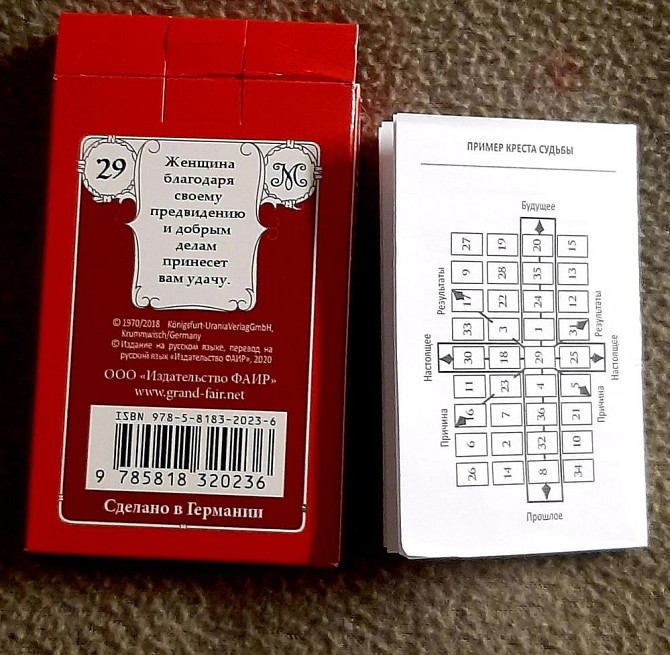 29
Женщина
благодаря
своему
предвидению
и добрым
делам
принесет
вам удачу.
M
© 1970/2018 Königsfurt-UraniaVerlagGmbH,
Krummwisch/Germany
© Издание на русском языке, перевод на
русский язык «Издательство ФАИР», 2020
ООО «Издательство ФАИР»
www.grand-fair.net
ISBN 978-5-8183-2023-6
9 785818 320236
Сделано в Германии
ПРИМЕР КРЕСТА СУДЬБЫ
Будущее
27 19 20 15
9 28 35 13
Результаты
17 22 24 12
33 3 1 31
Результаты
Настоящее
30 18 29 25
Настоящее
11 23 4 5
Причина
16 7 36
Причина
6 2 32 10
26 14 8 34
Прошлое